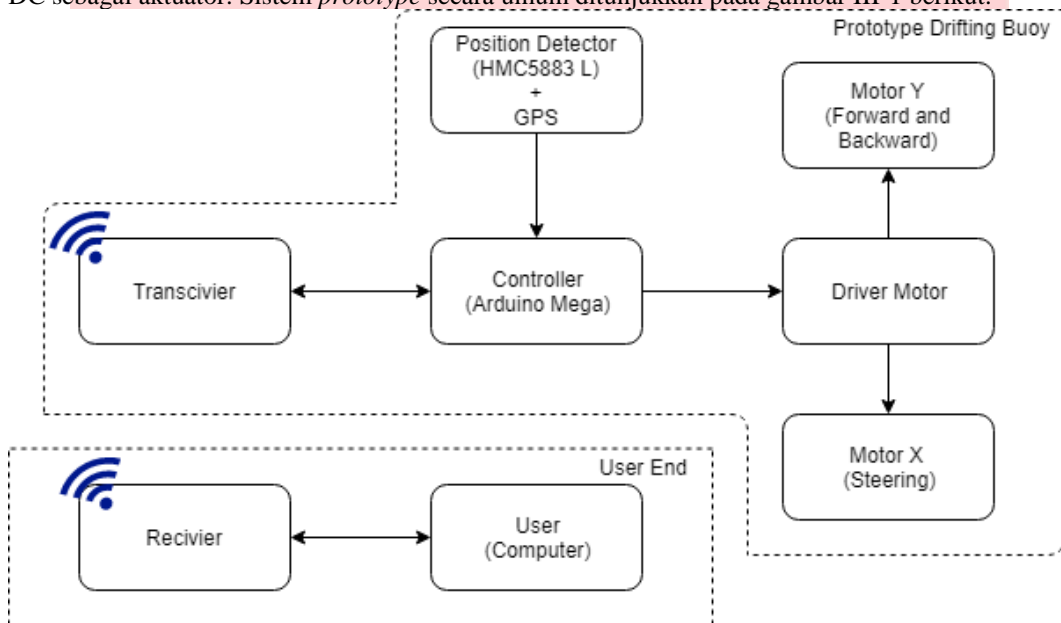 DC sebagai aktuator. Sistem prototype secara umum ditunjukkan pada gambar III-1 berikut:
Prototype Drifting Buoy
Position Detector
(HMC5883 L)
+
GPS
Motor Y
(Forward and
Backward)
Transcivier
Controller
(Arduino Mega)
Driver Motor
Motor X
(Steering)
User End
Recivier
User
(Computer)